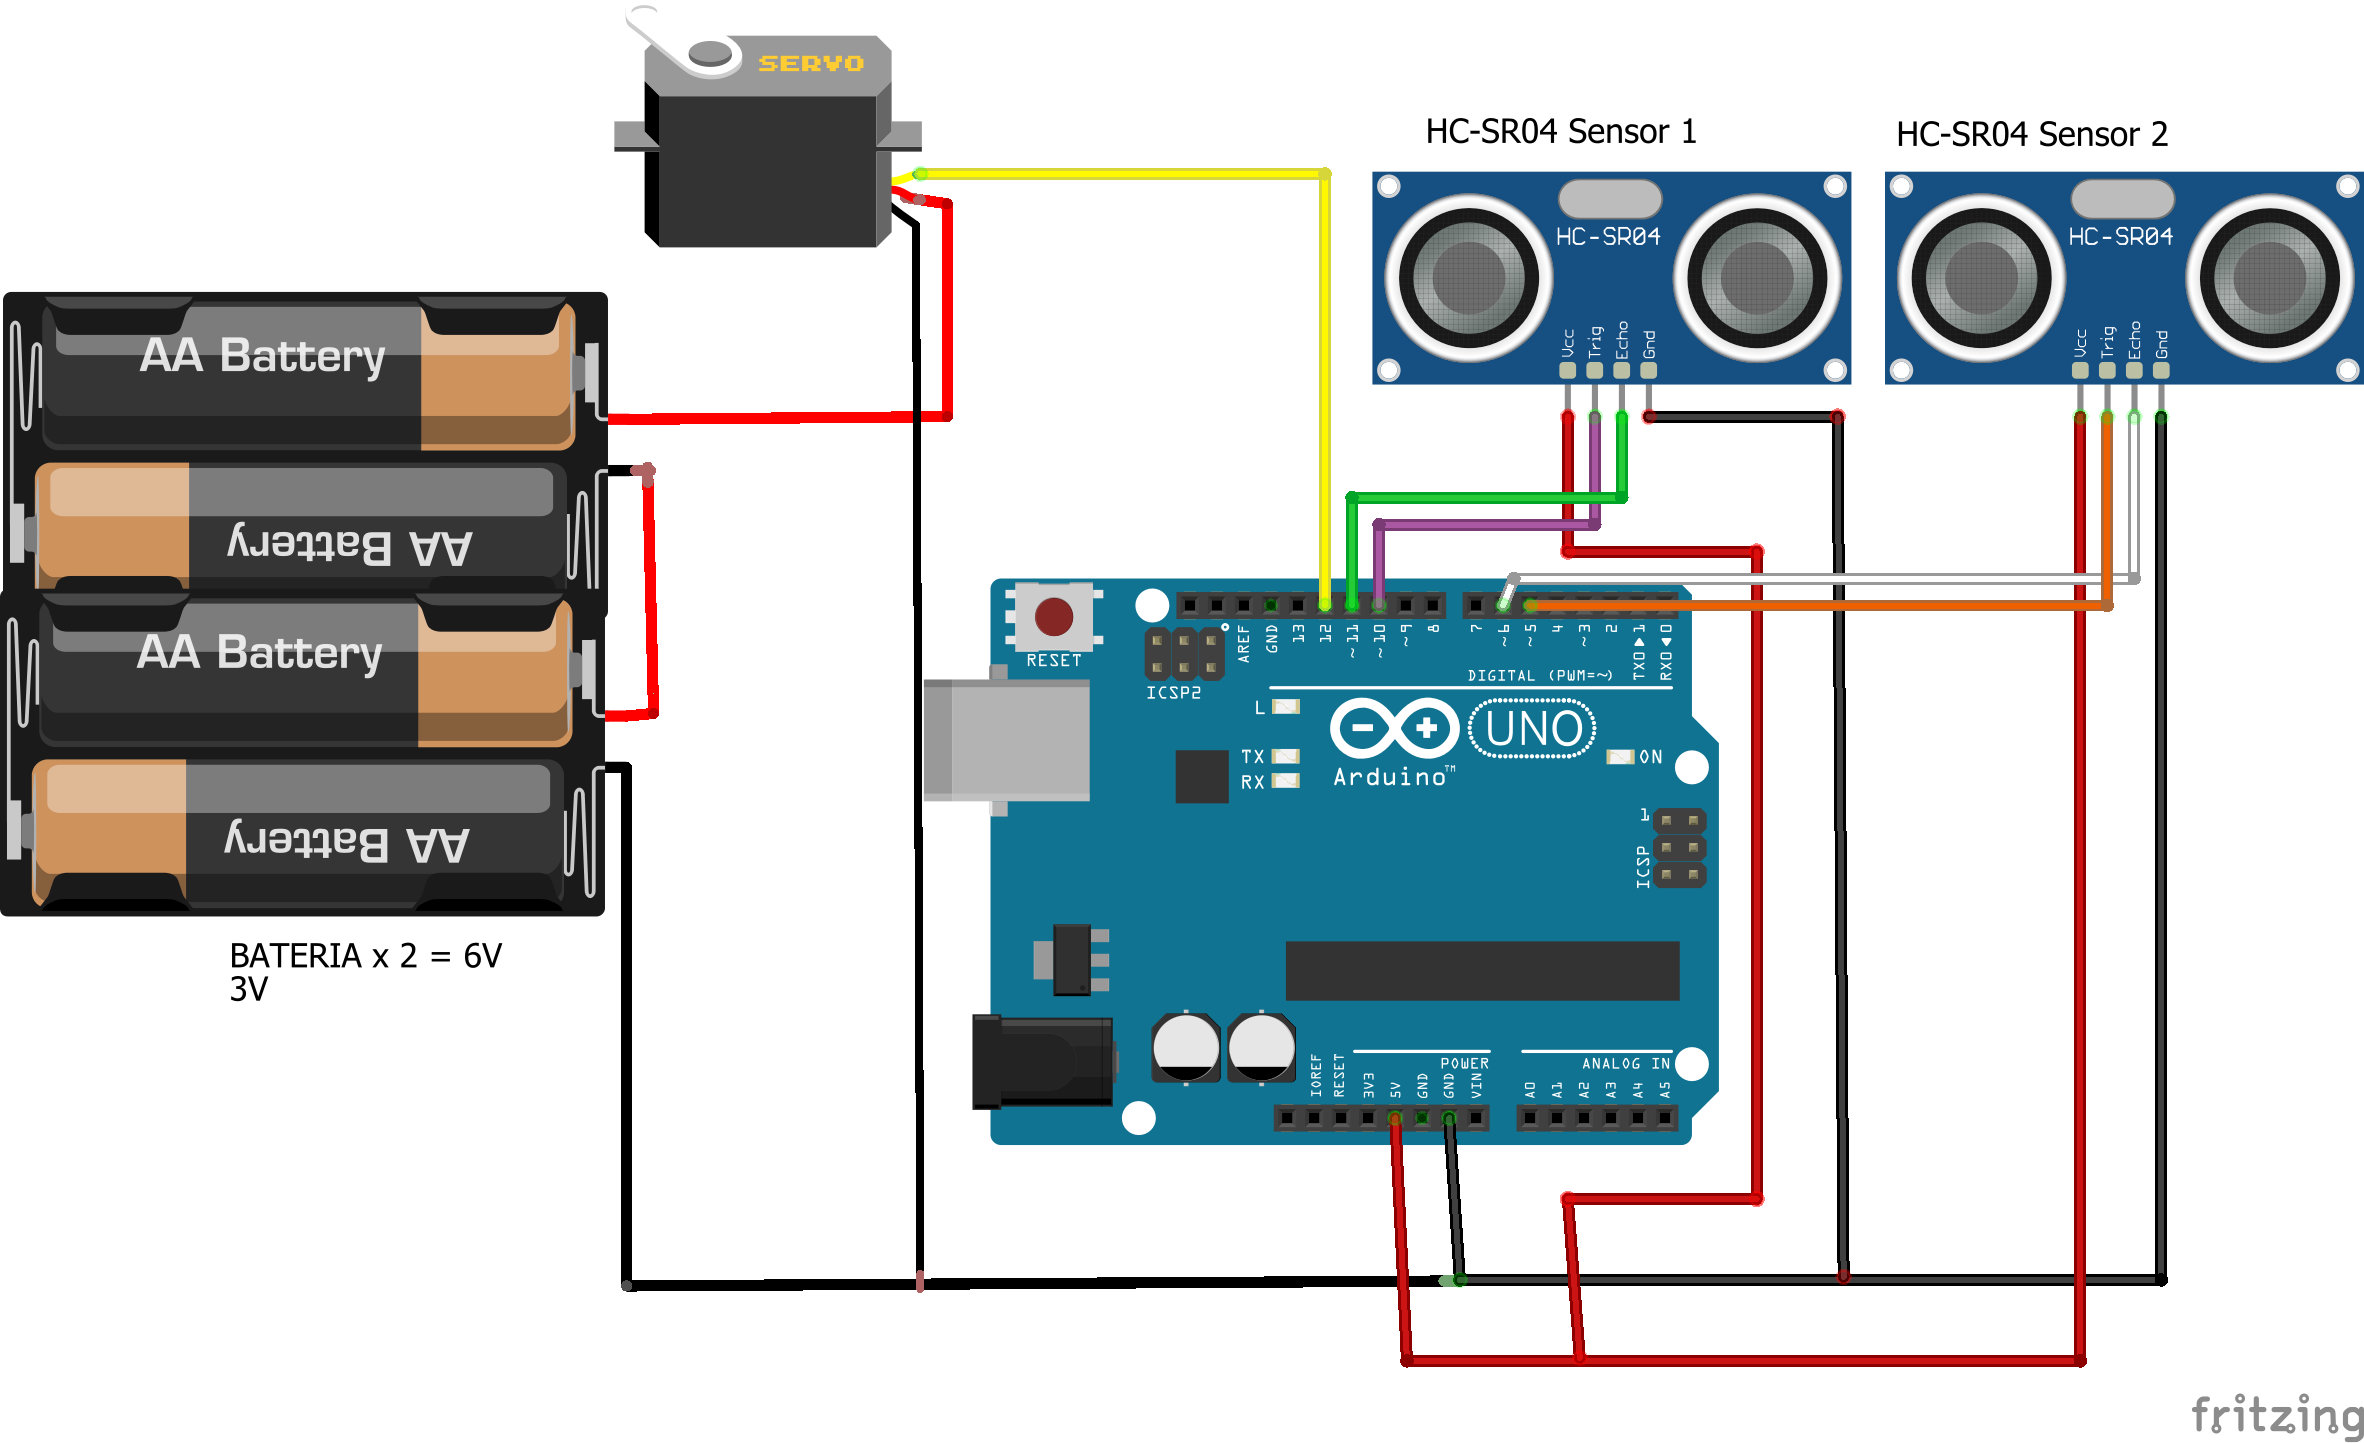 SERVO
HC-SR04 Sensor 1
HC-SR04 Sensor 2
HC-SR04
HC-SR04
Vcc
Trig
Echo
Gnd
Vcc
Trig
Echo
Gnd
AA Battery
AA Battery
AA Battery
AA Battery
BATERIA x 2 = 6V
3V
RESET
ICSP2
AREF
GND
13
12
~11
~10
~9
8
7
~6
~5
4
~3
2
TXD▶1
RXD◀0
DIGITAL (PWM=~)
L
TX
RX
Arduino™
UNO
ON
1
ICSP
IOREF
RESET
3V3
5V
GND
GND
VIN
POWER
ANALOG IN
A0
A1
A2
A3
A4
A5
fritzing